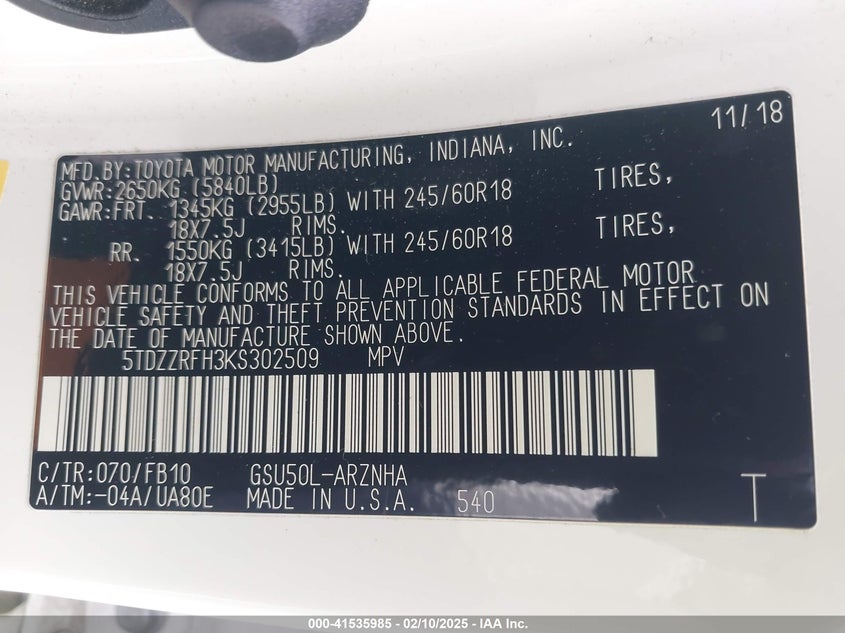 11/18
MFD.BY:TOYOTA MOTOR MANUFACTURING, INDIANA, INC.
GVWR:2650KG (5840LB)
GAWR:FRT. 1345KG (2955LB) WITH 245/60R18 TIRES,
18X7.5J RIMS.
RR. 1550KG (3415LB) WITH 245/60R18 TIRES,
18X7.5J RIMS.
THIS VEHICLE CONFORMS TO ALL APPLICABLE FEDERAL MOTOR
VEHICLE SAFETY AND THEFT PREVENTION STANDARDS IN EFFECT ON
THE DATE OF MANUFACTURE SHOWN ABOVE.
5TDZZRFH3KS302509 MPV
C/TR:070/FB10 GSU50L-ARZNHA
A/TM:-04A/UA80E MADE IN U.S.A. 540 T
000-41535985 - 02/10/2025 - IAA Inc.